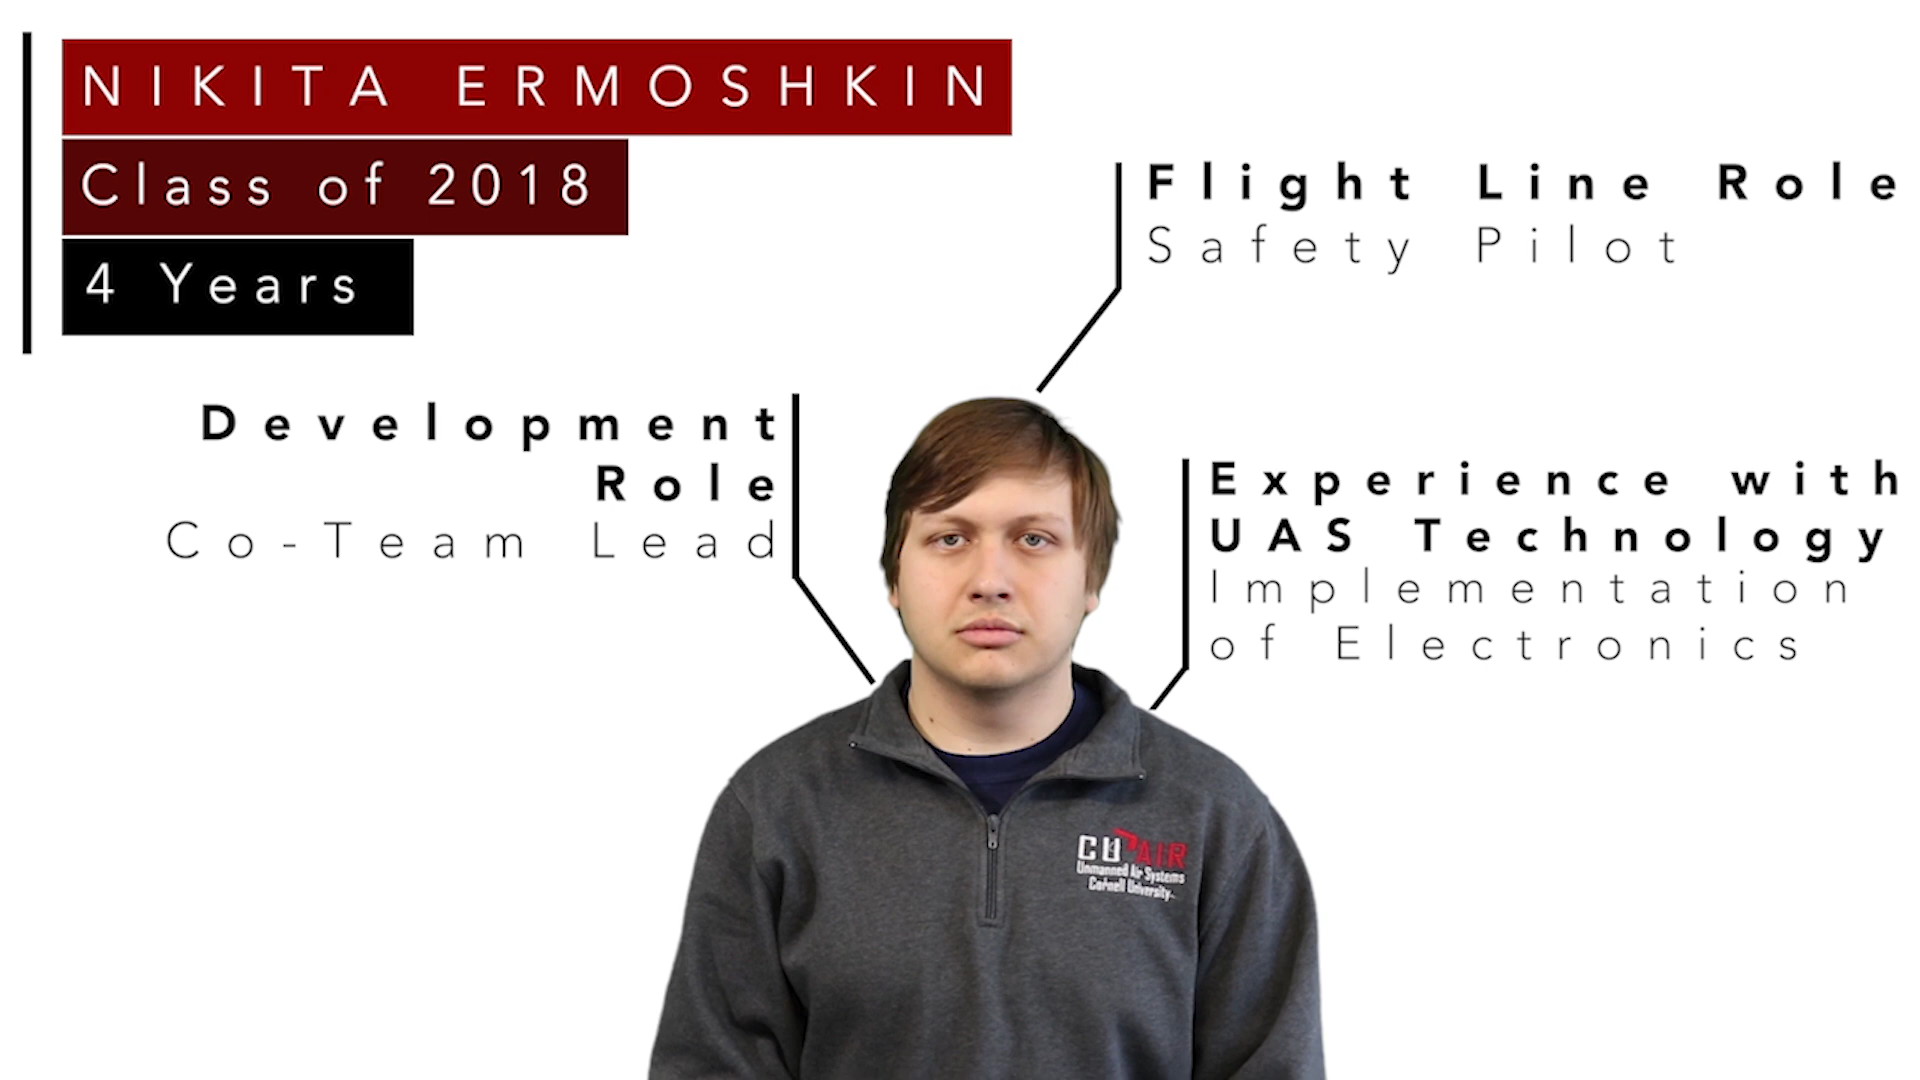 NIKITA ERMOSHKIN
Class of 2018
4 Years
Flight Line Role
Safety Pilot
Development
Role
Co-Team Lead
Experience with
UAS Technology
Implementation
of Electronics
CU AIR
Unmanned Air Systems
Cornell University